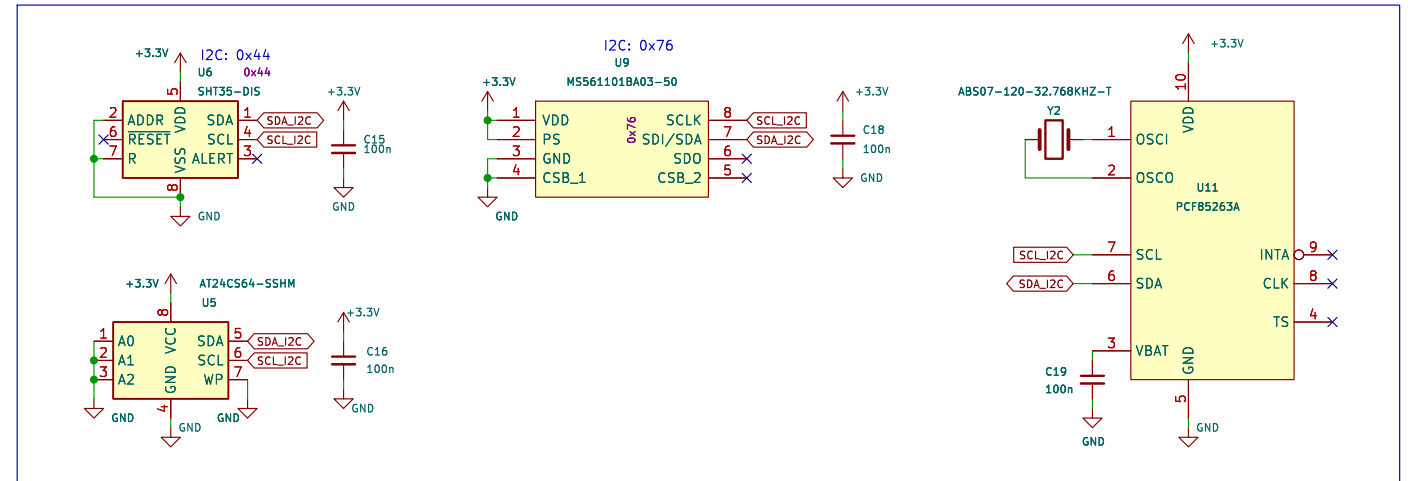 I2C: 0x44
+3.3V
U6
0x44
SHT35-DIS
5
VDD
2
ADDR
6
RESET
7
R
SDA
1
SDA_I2C
SCL
4
SCL_I2C
ALERT
3
VSS
8
GND
+3.3V
C15
100n
GND
I2C: 0x76
U9
MS561101BA03-50
+3.3V
1
VDD
2
PS
3
GND
4
CSB_1
0x76
SCLK
8
SCL_I2C
SDI/SDA
7
SDA_I2C
SDO
6
CSB_2
5
GND
+3.3V
C18
100n
GND
+3.3V
ABS07-120-32.768KHZ-T
Y2
10
VDD
1
OSCI
2
OSCO
U11
PCF85263A
SCL_I2C
7
SCL
SDA_I2C
6
SDA
INTA
9
CLK
8
TS
4
3
VBAT
C19
100n
GND
GND
5
GND
+3.3V
AT24CS64-SSHM
U5
8
VCC
1
A0
2
A1
3
A2
SDA
5
SDA_I2C
SCL
6
SCL_I2C
WP
7
GND
4
GND
GND
GND
+3.3V
C16
100n
GND